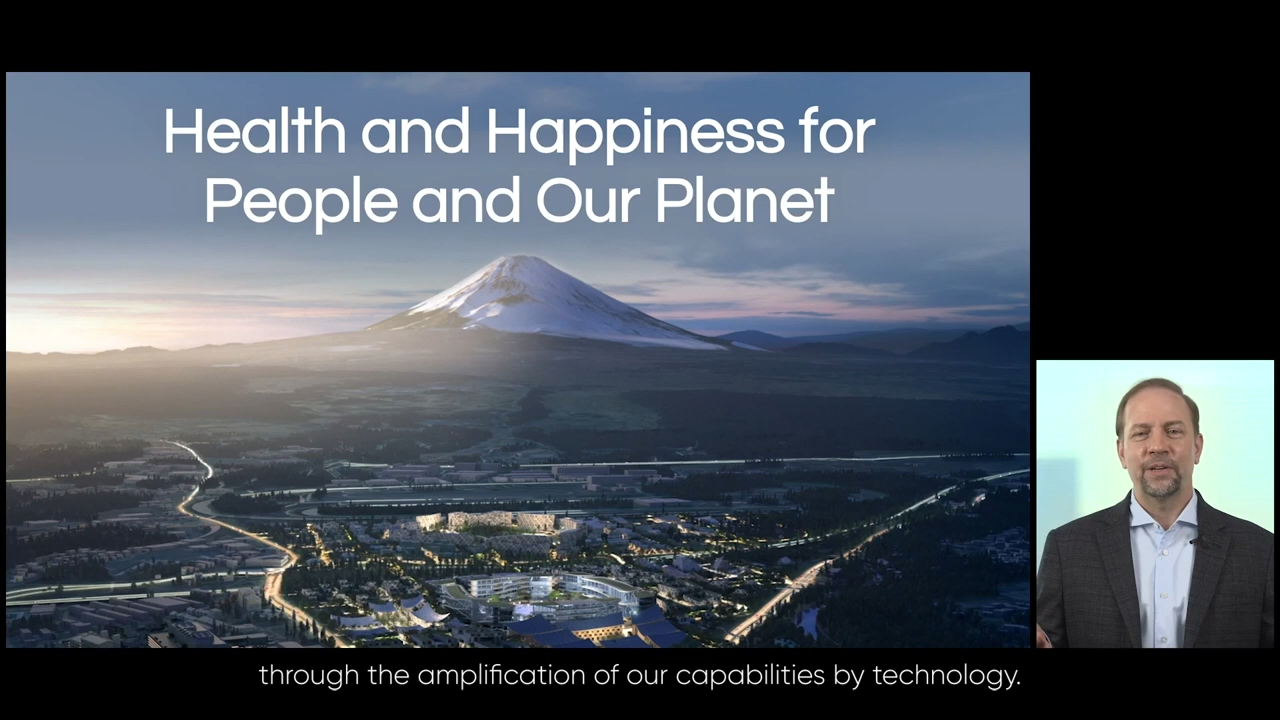 Health and Happiness for
People and Our Planet
through the amplification of our capabilities by technology.